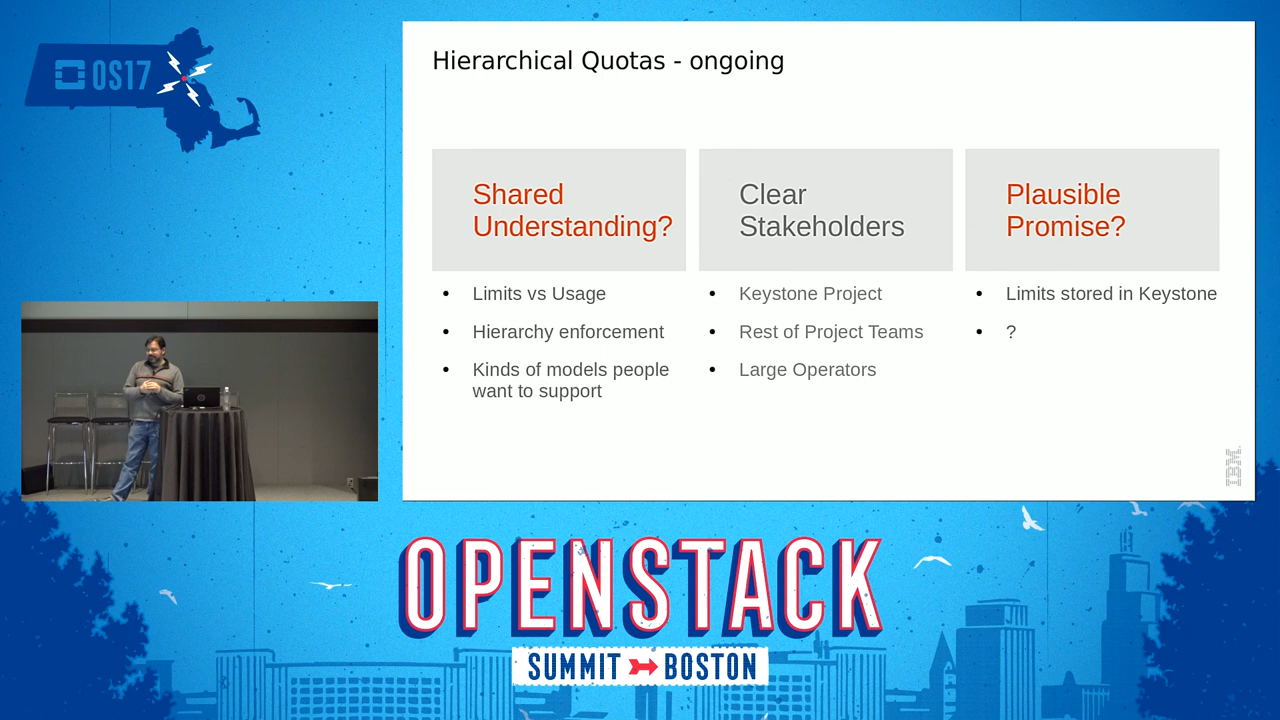 OS17
Hierarchical Quotas - ongoing
Shared
Understanding?
Limits vs Usage
Hierarchy enforcement
Kinds of models people
want to support
Clear
Stakeholders
Keystone Project
Rest of Project Teams
Large Operators
Plausible
Promise?
Limits stored in Keystone
?
IBM
OPENSTACK
SUMMIT BOSTON